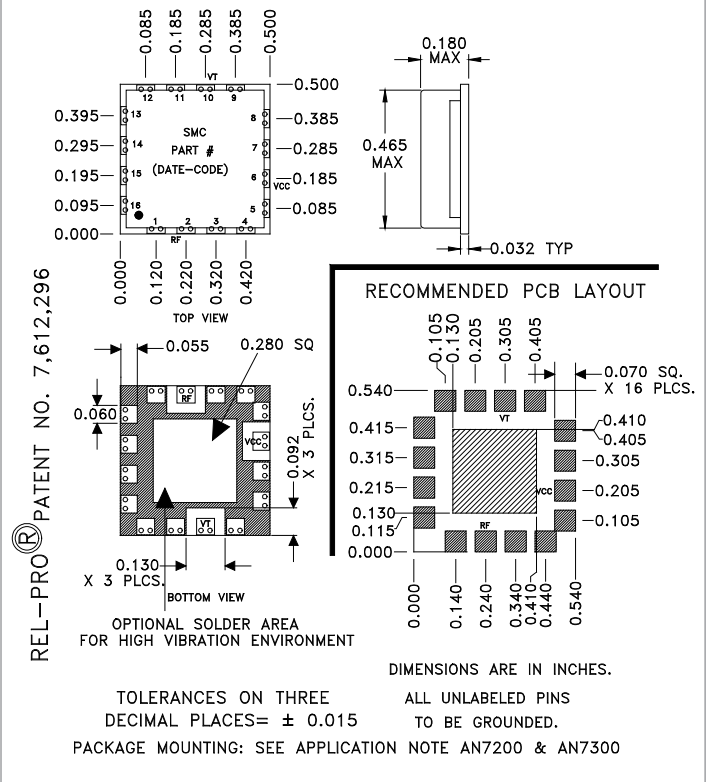 0.085 0.185 0.285 0.385 0.500
VT
12 11 10 9
0.500
0.395 13 8 0.385
SMC
0.295 14 PART # 7 0.285
0.195 15 (DATE-CODE) 6 0.185
VCC
0.095 16 5 0.085
0.000 1 2 3 4
RF
0.000 0.120 0.220 0.320 0.420
TOP VIEW
0.180
MAX
0.465
MAX
0.032 TYP
REL-PRO® PATENT NO. 7,612,296
0.055 0.280 SQ
0.060
RF
VCC
VT
0.092
X 3 PLCS.
0.130
X 3 PLCS.
BOTTOM VIEW
OPTIONAL SOLDER AREA
FOR HIGH VIBRATION ENVIRONMENT
RECOMMENDED PCB LAYOUT
0.105 0.130 0.205 0.305 0.405
0.070 SQ.
X 16 PLCS.
0.540
VT
0.415 0.410
0.405
0.315 0.305
0.215 VCC 0.205
0.130
0.115 0.105
RF
0.000
0.000 0.140 0.240 0.340 0.410 0.440 0.540
DIMENSIONS ARE IN INCHES.
ALL UNLABELED PINS
TO BE GROUNDED.
TOLERANCES ON THREE
DECIMAL PLACES= ± 0.015
PACKAGE MOUNTING: SEE APPLICATION NOTE AN7200 & AN7300